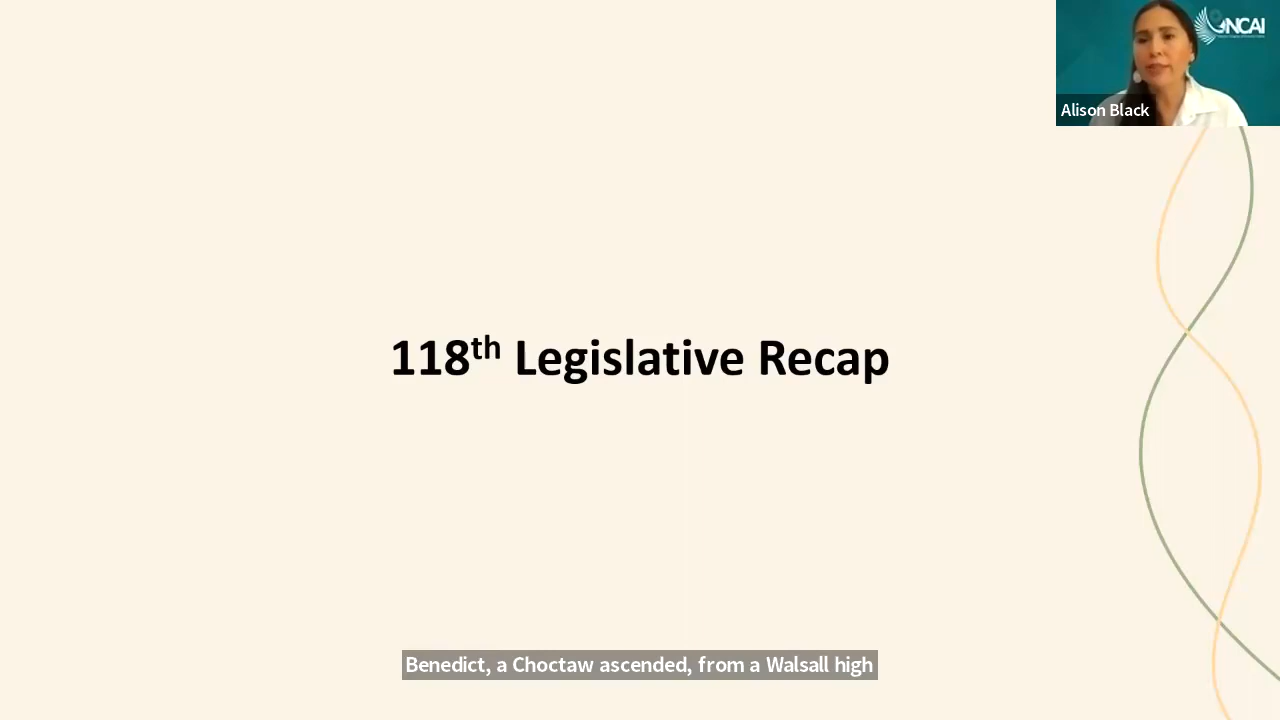 NCAI
Alison Black
118th Legislative Recap
Benedict, a Choctaw ascended, from a Walsall high